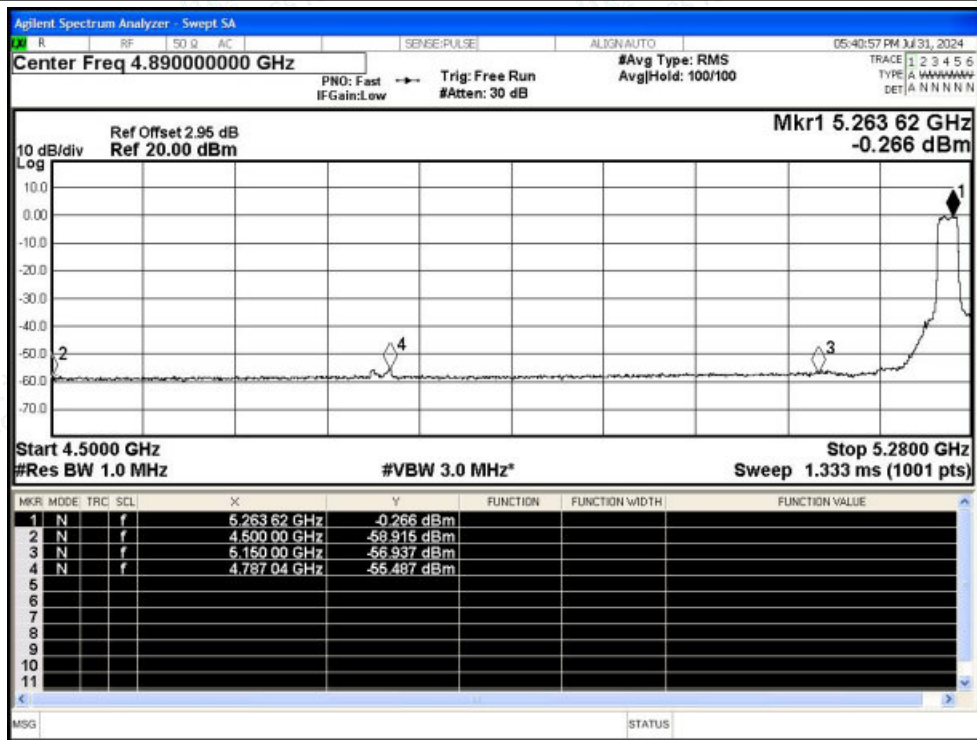 Agilent Spectrum Analyzer - Swept SA
LXI R RF 50 Ω AC SENSE:PULSE ALIGN AUTO 05:40:57 PM Jul 31, 2024
Center Freq 4.890000000 GHz
#Avg Type: RMS
TRACE 1 2 3 4 5 6
PNO: Fast Trig: Free Run
Avg|Hold: 100/100
TYPE A WWWWW
IFGain:Low #Atten: 30 dB
DET A N N N N N
Mkr1 5.263 62 GHz
-0.266 dBm
Ref Offset 2.95 dB
10 dB/div Ref 20.00 dBm
Log
10.0
0.00
-10.0
-20.0
-30.0
-40.0
-50.0
-60.0
-70.0
1
2
4
3
Start 4.5000 GHz Stop 5.2800 GHz
#Res BW 1.0 MHz #VBW 3.0 MHz* Sweep 1.333 ms (1001 pts)
MKR MODE TRC SCL X Y FUNCTION FUNCTION WIDTH FUNCTION VALUE
1 N f 5.263 62 GHz -0.266 dBm
2 N f 4.500 00 GHz -58.915 dBm
3 N f 5.150 00 GHz -56.937 dBm
4 N f 4.787 04 GHz -55.487 dBm
5
6
7
8
9
10
11
MSG STATUS